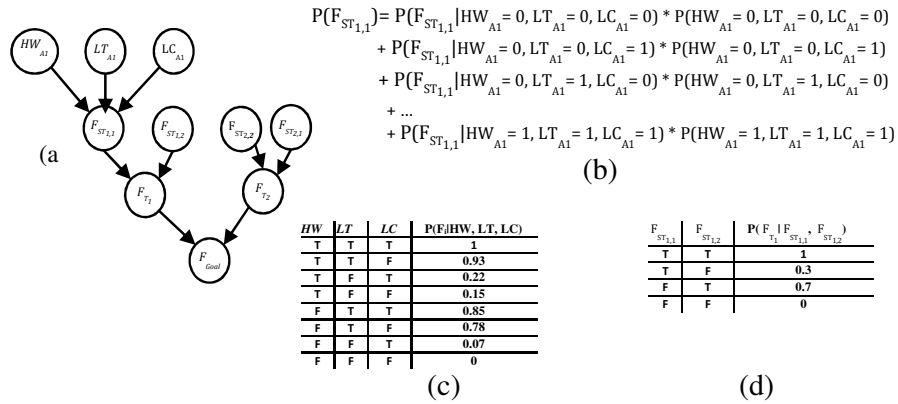 HW_A1 LT_A1 LC_A1
F_ST1,1 F_ST1,2 F_ST2,2 F_ST2,1
(a
F_T1 F_T2
F_Goal
P(F_ST1,1)= P(F_ST1,1|HW_A1= 0, LT_A1= 0, LC_A1= 0) * P(HW_A1= 0, LT_A1= 0, LC_A1= 0)
+ P(F_ST1,1|HW_A1= 0, LT_A1= 0, LC_A1= 1) * P(HW_A1= 0, LT_A1= 0, LC_A1= 1)
+ P(F_ST1,1|HW_A1= 0, LT_A1= 1, LC_A1= 0) * P(HW_A1= 0, LT_A1= 1, LC_A1= 0)
+ ...
+ P(F_ST1,1|HW_A1= 1, LT_A1= 1, LC_A1= 1) * P(HW_A1= 1, LT_A1= 1, LC_A1= 1)
(b)
HW LT LC P(Fᵢ|HW, LT, LC)
T T T 1
T T F 0.93
T F T 0.22
T F F 0.15
F T T 0.85
F T F 0.78
F F T 0.07
F F F 0
(c)
F_ST1,1 F_ST1,2 P( F_T1 | F_ST1,1 , F_ST1,2 )
T T 1
T F 0.3
F T 0.7
F F 0
(d)